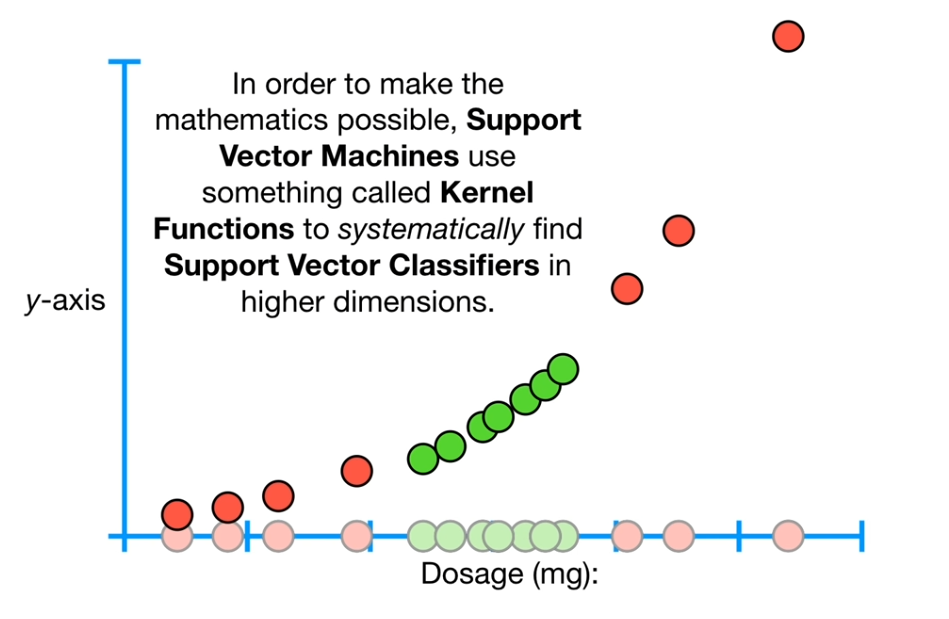 In order to make the
mathematics possible, Support
Vector Machines use
something called Kernel
Functions to systematically find
Support Vector Classifiers in
higher dimensions.
y-axis
Dosage (mg):